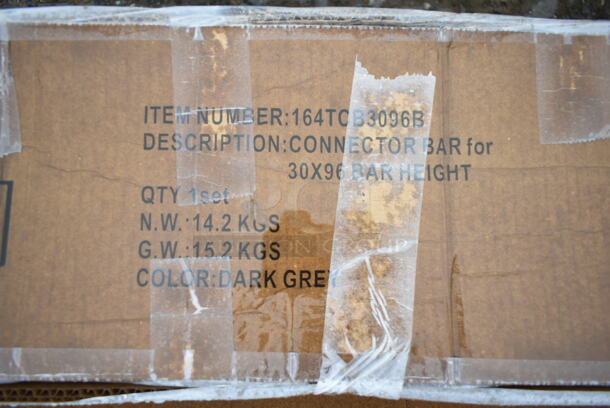 ITEM NUMBER:164TCB3096B
DESCRIPTION:CONNECTOR BAR for
30X96 BAR HEIGHT
QTY 1set
N.W.:14.2 KGS
G.W.:15.2 KGS
COLOR:DARK GREY